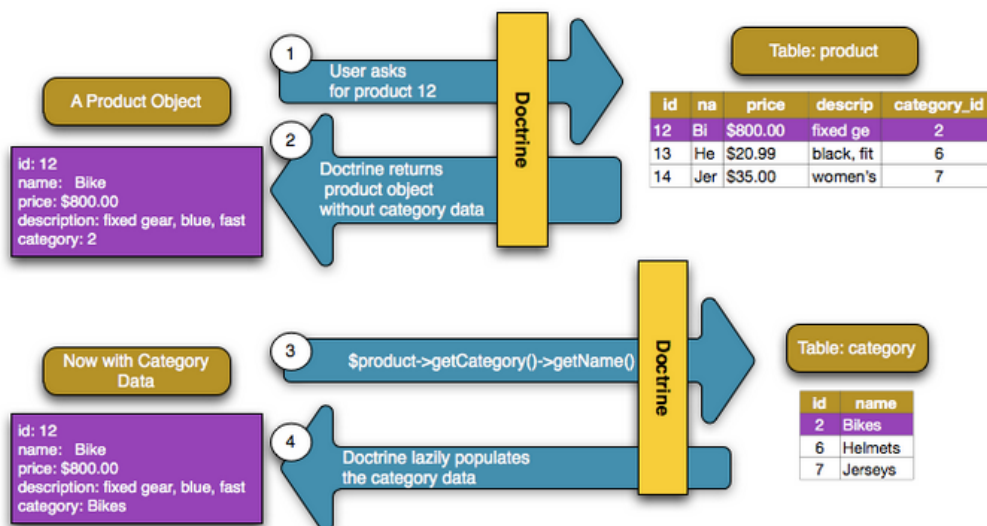 1
User asks
for product 12
Doctrine
Table: product
A Product Object
id na price descrip category_id
12 Bi $800.00 fixed ge 2
13 He $20.99 black, fit 6
14 Jer $35.00 women's 7
2
Doctrine returns
product object
without category data
id: 12
name: Bike
price: $800.00
description: fixed gear, blue, fast
category: 2
3
$product->getCategory()->getName()
Doctrine
Table: category
Now with Category
Data
id name
2 Bikes
6 Helmets
7 Jerseys
4
Doctrine lazily populates
the category data
id: 12
name: Bike
price: $800.00
description: fixed gear, blue, fast
category: Bikes